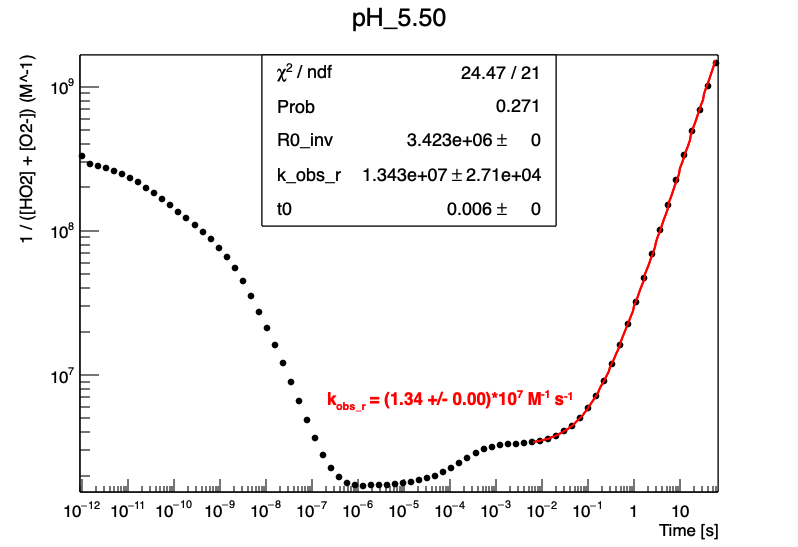 pH_5.50
1 / ([HO2] + [O2-]) (M^-1)
χ² / ndf 24.47 / 21
Prob 0.271
R0_inv 3.423e+06 ± 0
k_obs_r 1.343e+07 ± 2.71e+04
t0 0.006 ± 0
10⁹
10⁸
10⁷
k_obs_r = (1.34 +/- 0.00)*10⁷ M⁻¹ s⁻¹
10⁻¹² 10⁻¹¹ 10⁻¹⁰ 10⁻⁹ 10⁻⁸ 10⁻⁷ 10⁻⁶ 10⁻⁵ 10⁻⁴ 10⁻³ 10⁻² 10⁻¹ 1 10
Time [s]